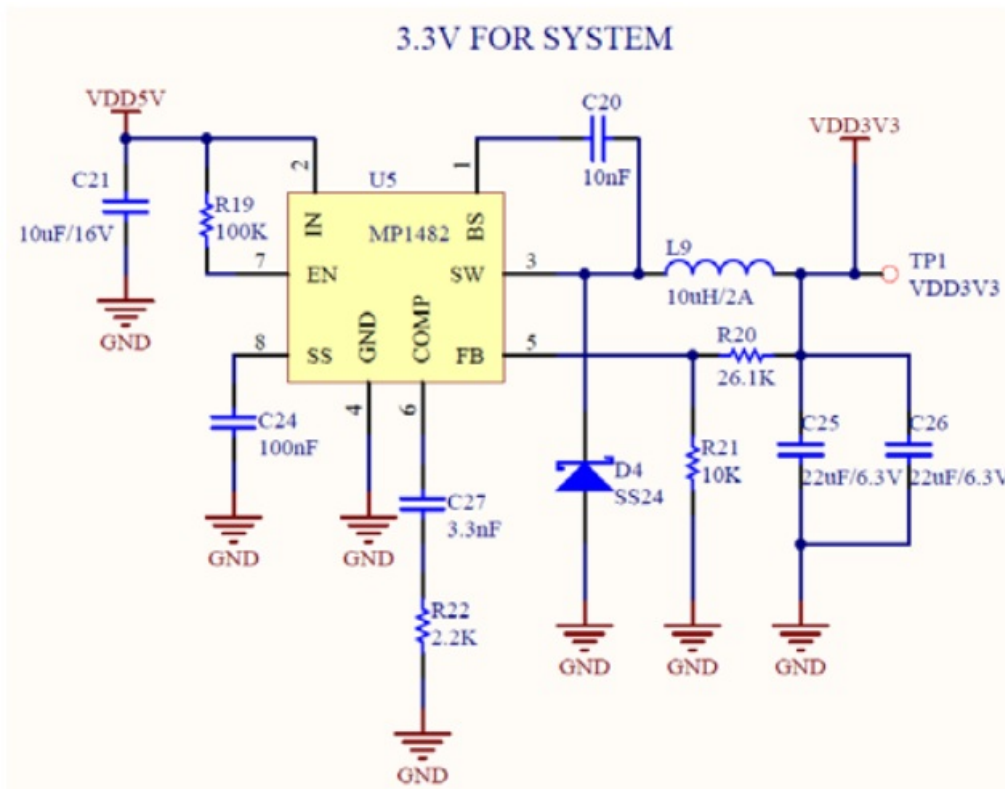 3.3V FOR SYSTEM
VDD5V
C20
VDD3V3
10nF
C21
10uF/16V
R19
100K
U5
MP1482
2
1
IN
BS
7
EN
SW
3
L9
10uH/2A
TP1
VDD3V3
8
SS
GND
COMP
FB
5
R20
26.1K
GND
4
6
C24
100nF
C27
3.3nF
D4
SS24
R21
10K
C25
22uF/6.3V
C26
22uF/6.3V
GND
GND
R22
2.2K
GND
GND
GND
GND